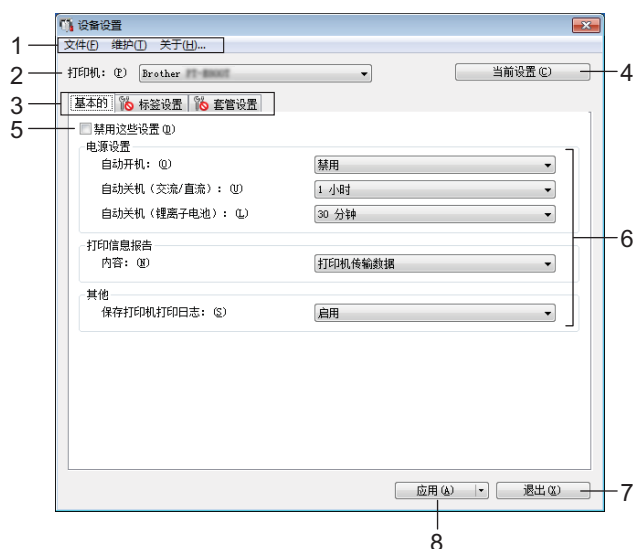 设备设置
1
文件(F) 维护(T) 关于(H)...
2
打印机: (P) Brother
当前设置(C)
4
3
基本的 标签设置 套管设置
5
禁用这些设置(D)
电源设置
自动开机: (O) 禁用
自动关机 (交流/直流) : (U) 1 小时
自动关机 (锂离子电池) : (L) 30 分钟
6
打印信息报告
内容: (N) 打印机传输数据
其他
保存打印机打印日志: (S) 启用
应用(A) 退出(X)
7
8